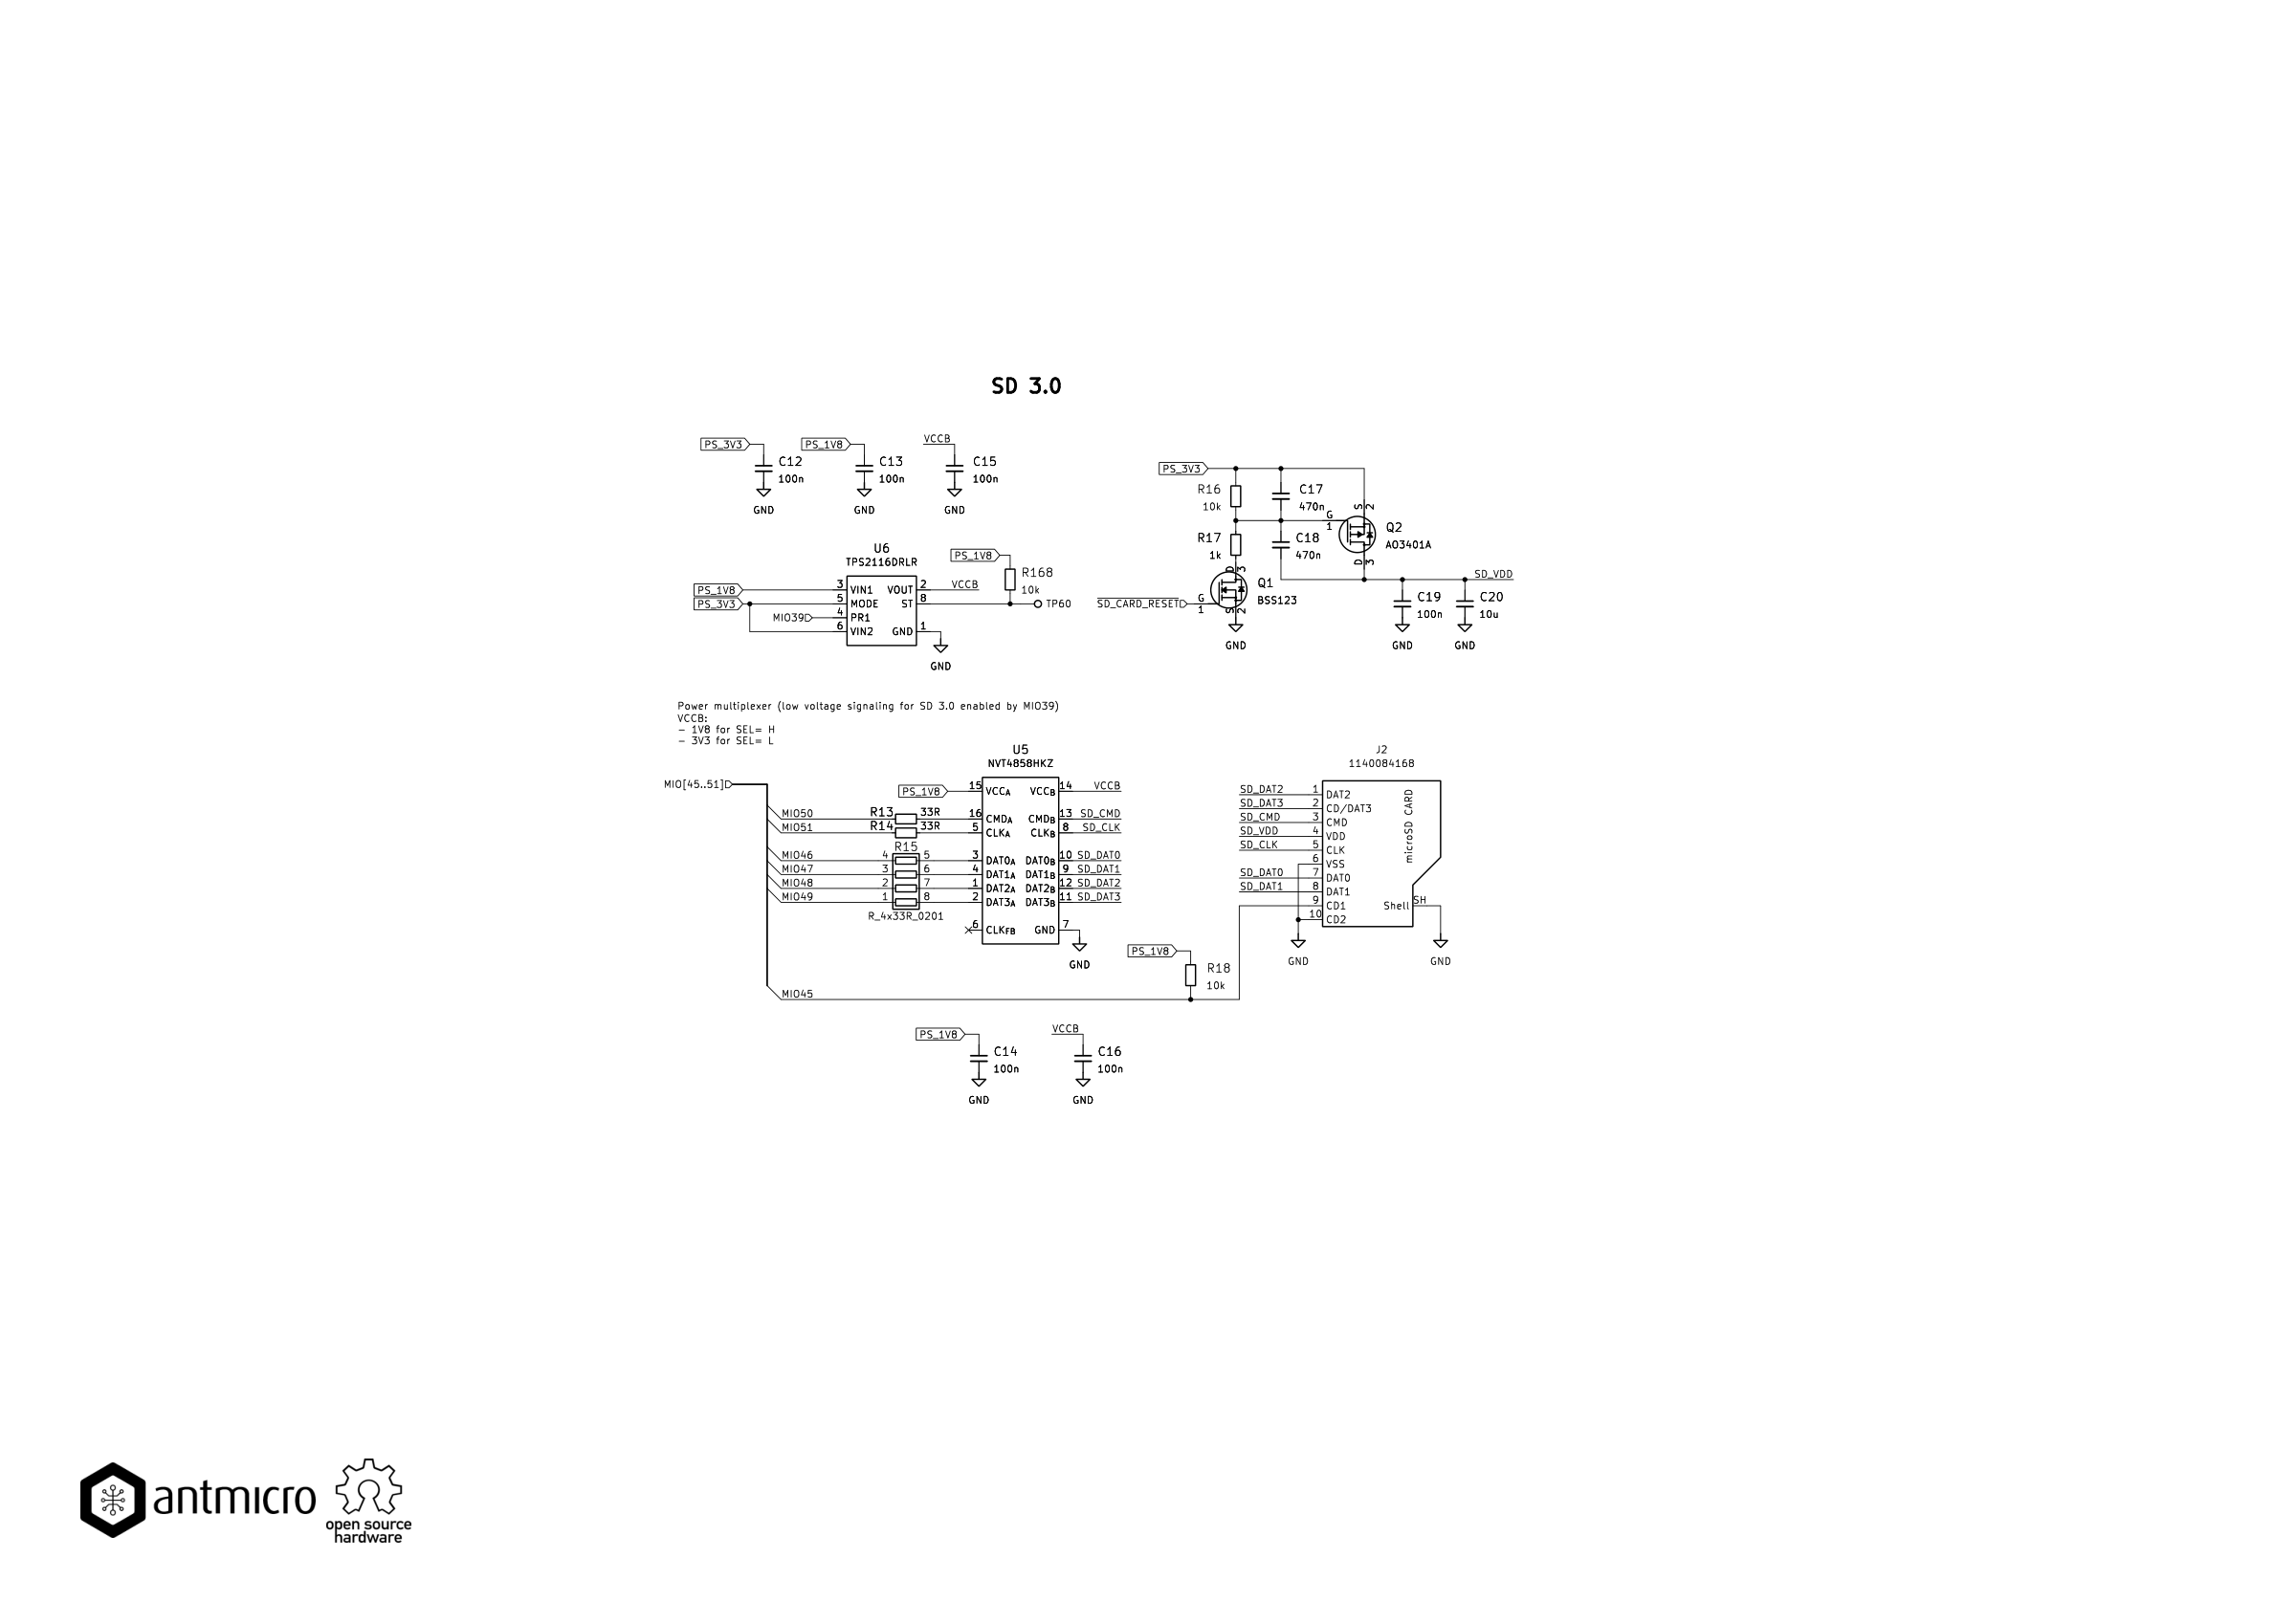 SD 3.0
PS_3V3
C12
100n
GND
PS_1V8
C13
100n
GND
VCCB
C15
100n
GND
U6
TPS2116DRLR
PS_1V8
PS_3V3
MIO39
3 VIN1
5 MODE
4 PR1
6 VIN2
VOUT 2 VCCB
ST 8
GND 1
GND
PS_1V8
R168
10k
TP60
PS_3V3
R16
10k
C17
470n
R17
1k
C18
470n
G
1
S
2
D
3
Q2
AO3401A
SD_CARD_RESET
G
1
D
3
S
2
Q1
BSS123
GND
SD_VDD
C19
100n
GND
C20
10u
GND
Power multiplexer (low voltage signaling for SD 3.0 enabled by MIO39)
VCCB:
- 1V8 for SEL= H
- 3V3 for SEL= L
MIO[45..51]
U5
NVT4858HKZ
PS_1V8 15 VCCA VCCB 14 VCCB
MIO50 R13 33R 16 CMDA CMDB 13 SD_CMD
MIO51 R14 33R 5 CLKA CLKB 8 SD_CLK
R15
MIO46 4 5 3 DAT0A DAT0B 10 SD_DAT0
MIO47 3 6 4 DAT1A DAT1B 9 SD_DAT1
MIO48 2 7 1 DAT2A DAT2B 12 SD_DAT2
MIO49 1 8 2 DAT3A DAT3B 11 SD_DAT3
R_4x33R_0201
6 CLKFB GND 7
GND
J2
1140084168
SD_DAT2 1 DAT2
SD_DAT3 2 CD/DAT3
SD_CMD 3 CMD
SD_VDD 4 VDD
SD_CLK 5 CLK
6 VSS
SD_DAT0 7 DAT0
SD_DAT1 8 DAT1
9 CD1
10 CD2
microSD CARD
Shell SH
GND
GND
PS_1V8
R18
10k
MIO45
PS_1V8
C14
100n
GND
VCCB
C16
100n
GND
antmicro
open source
hardware